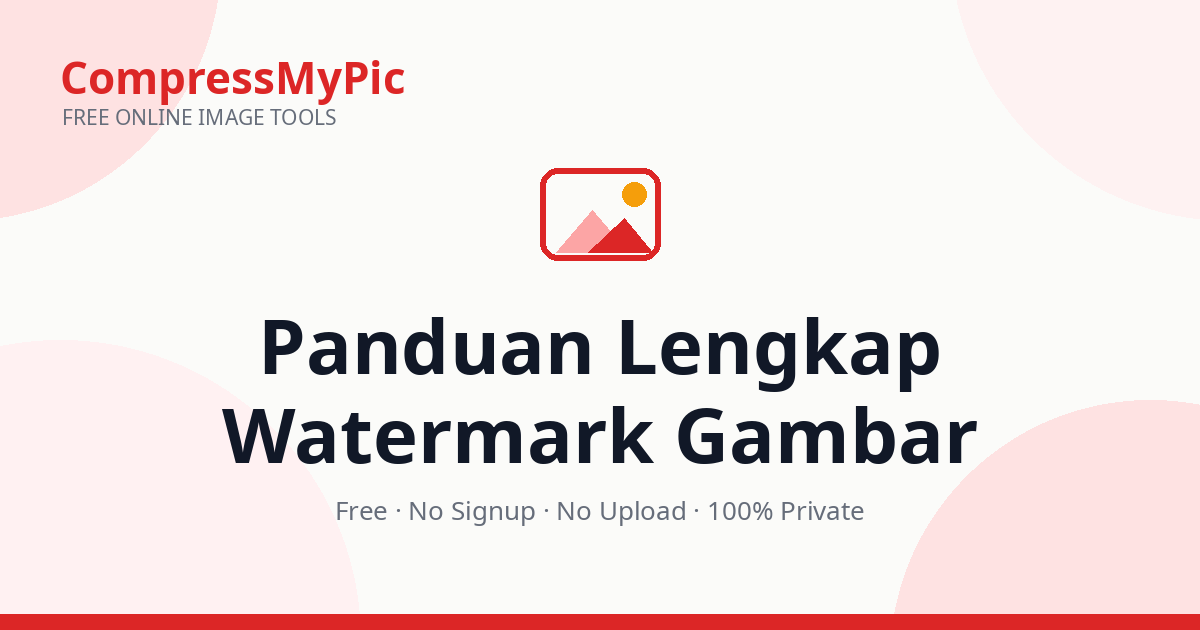 CompressMyPic
FREE ONLINE IMAGE TOOLS
Panduan Lengkap
Watermark Gambar
Free · No Signup · No Upload · 100% Private